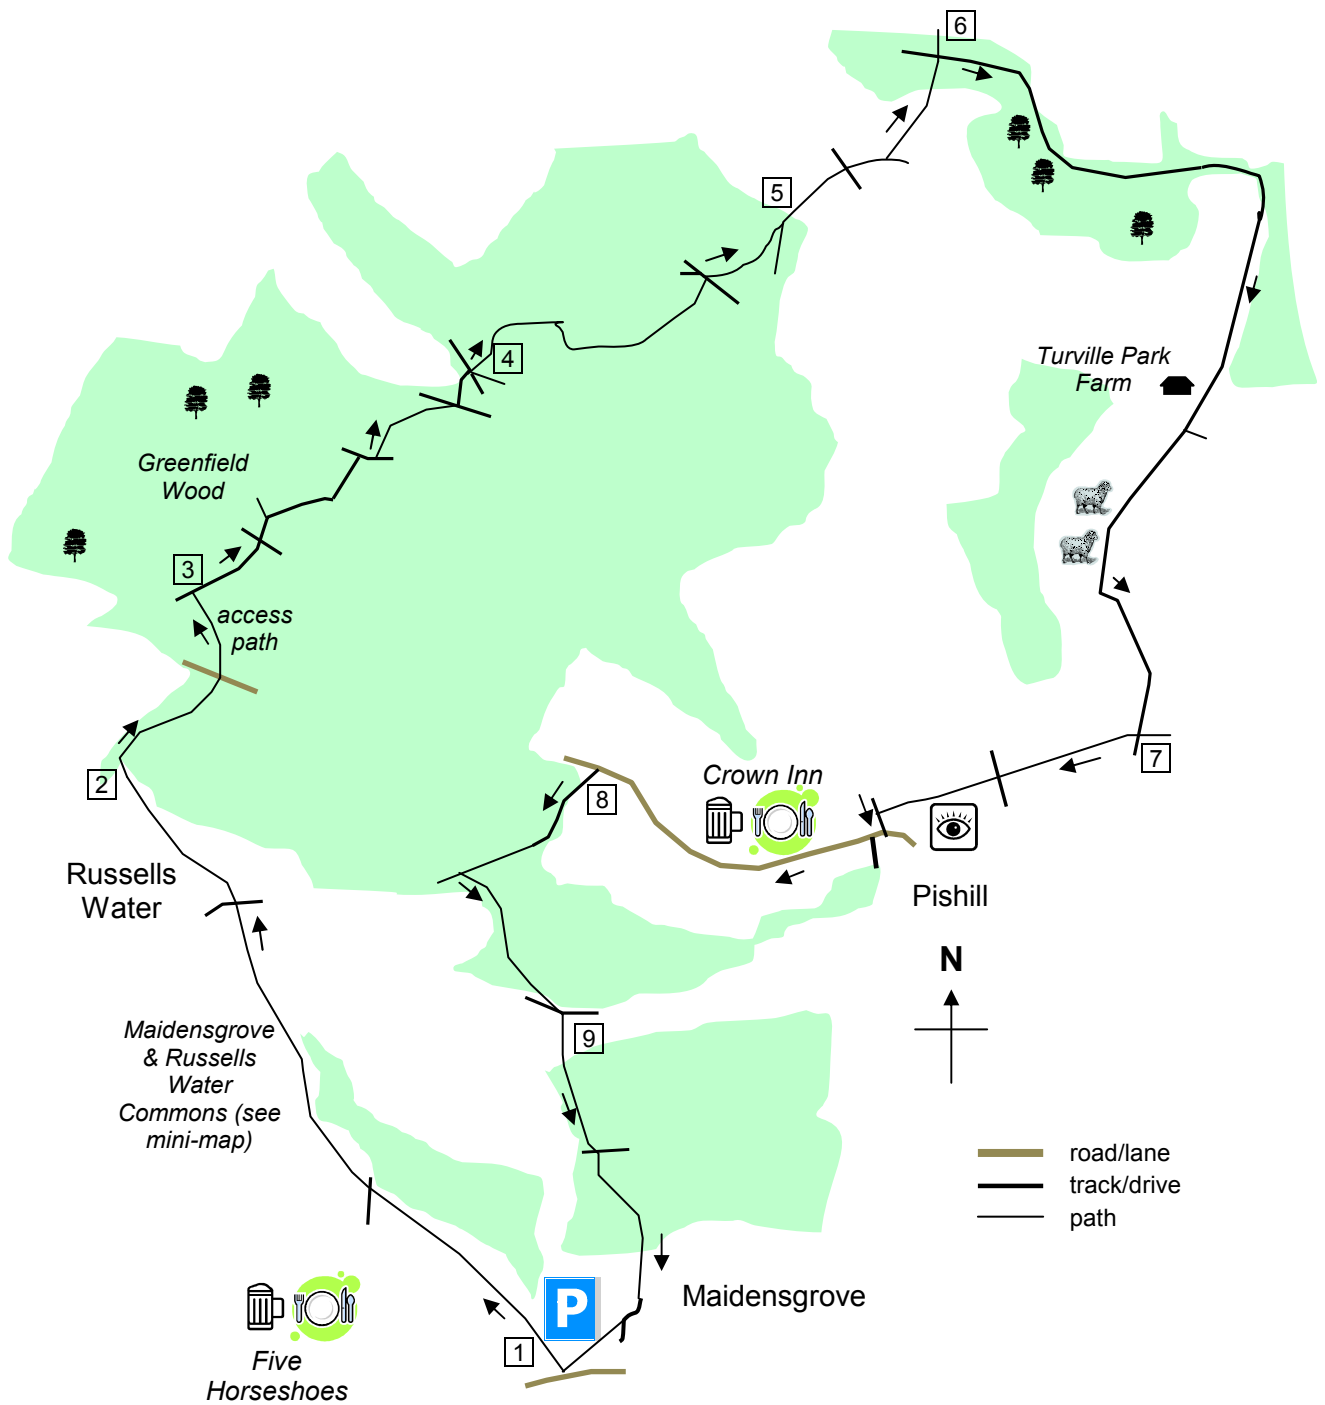 6
5
4
Turville Park
Farm
Greenfield
Wood
3
access
path
2
7
Crown Inn
8
Russells
Water
Pishill
N
Maidensgrove
& Russells
Water
Commons (see
mini-map)
9
road/lane
track/drive
path
P
Maidensgrove
1
Five
Horseshoes